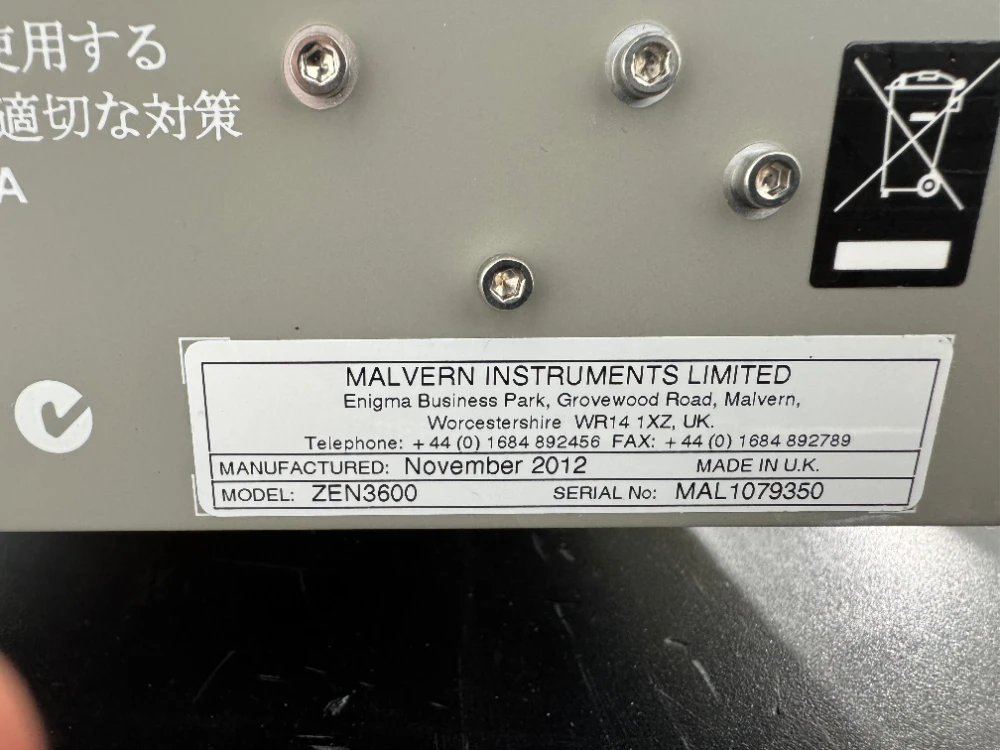 使用する
適切な対策
A
MALVERN INSTRUMENTS LIMITED
Enigma Business Park, Grovewood Road, Malvern,
Worcestershire WR14 1XZ, UK.
Telephone: +44 (0) 1684 892456 FAX: +44 (0) 1684 892789
MANUFACTURED: November 2012 MADE IN U.K.
MODEL: ZEN3600 SERIAL No: MAL1079350